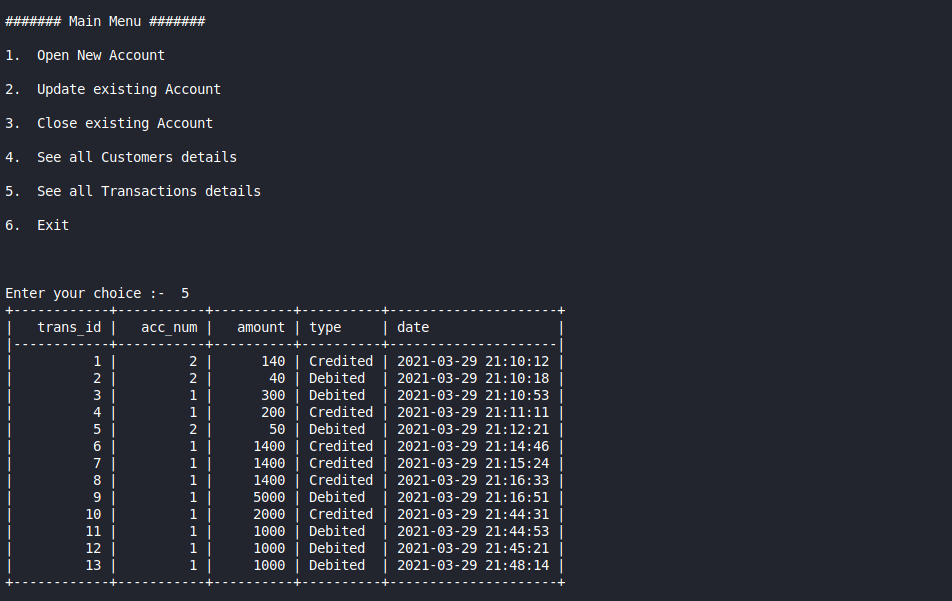 ####### Main Menu #######
1.  Open New Account
2.  Update existing Account
3.  Close existing Account
4.  See all Customers details
5.  See all Transactions details
6.  Exit
Enter your choice :-  5
+------------+-----------+----------+----------+---------------------+
|   trans_id |   acc_num |   amount | type     | date                |
|------------+-----------+----------+----------+---------------------|
|          1 |         2 |      140 | Credited | 2021-03-29 21:10:12 |
|          2 |         2 |       40 | Debited  | 2021-03-29 21:10:18 |
|          3 |         1 |      300 | Debited  | 2021-03-29 21:10:53 |
|          4 |         1 |      200 | Credited | 2021-03-29 21:11:11 |
|          5 |         2 |       50 | Debited  | 2021-03-29 21:12:21 |
|          6 |         1 |     1400 | Credited | 2021-03-29 21:14:46 |
|          7 |         1 |     1400 | Credited | 2021-03-29 21:15:24 |
|          8 |         1 |     1400 | Credited | 2021-03-29 21:16:33 |
|          9 |         1 |     5000 | Debited  | 2021-03-29 21:16:51 |
|         10 |         1 |     2000 | Credited | 2021-03-29 21:44:31 |
|         11 |         1 |     1000 | Debited  | 2021-03-29 21:44:53 |
|         12 |         1 |     1000 | Debited  | 2021-03-29 21:45:21 |
|         13 |         1 |     1000 | Debited  | 2021-03-29 21:48:14 |
+------------+-----------+----------+----------+---------------------+